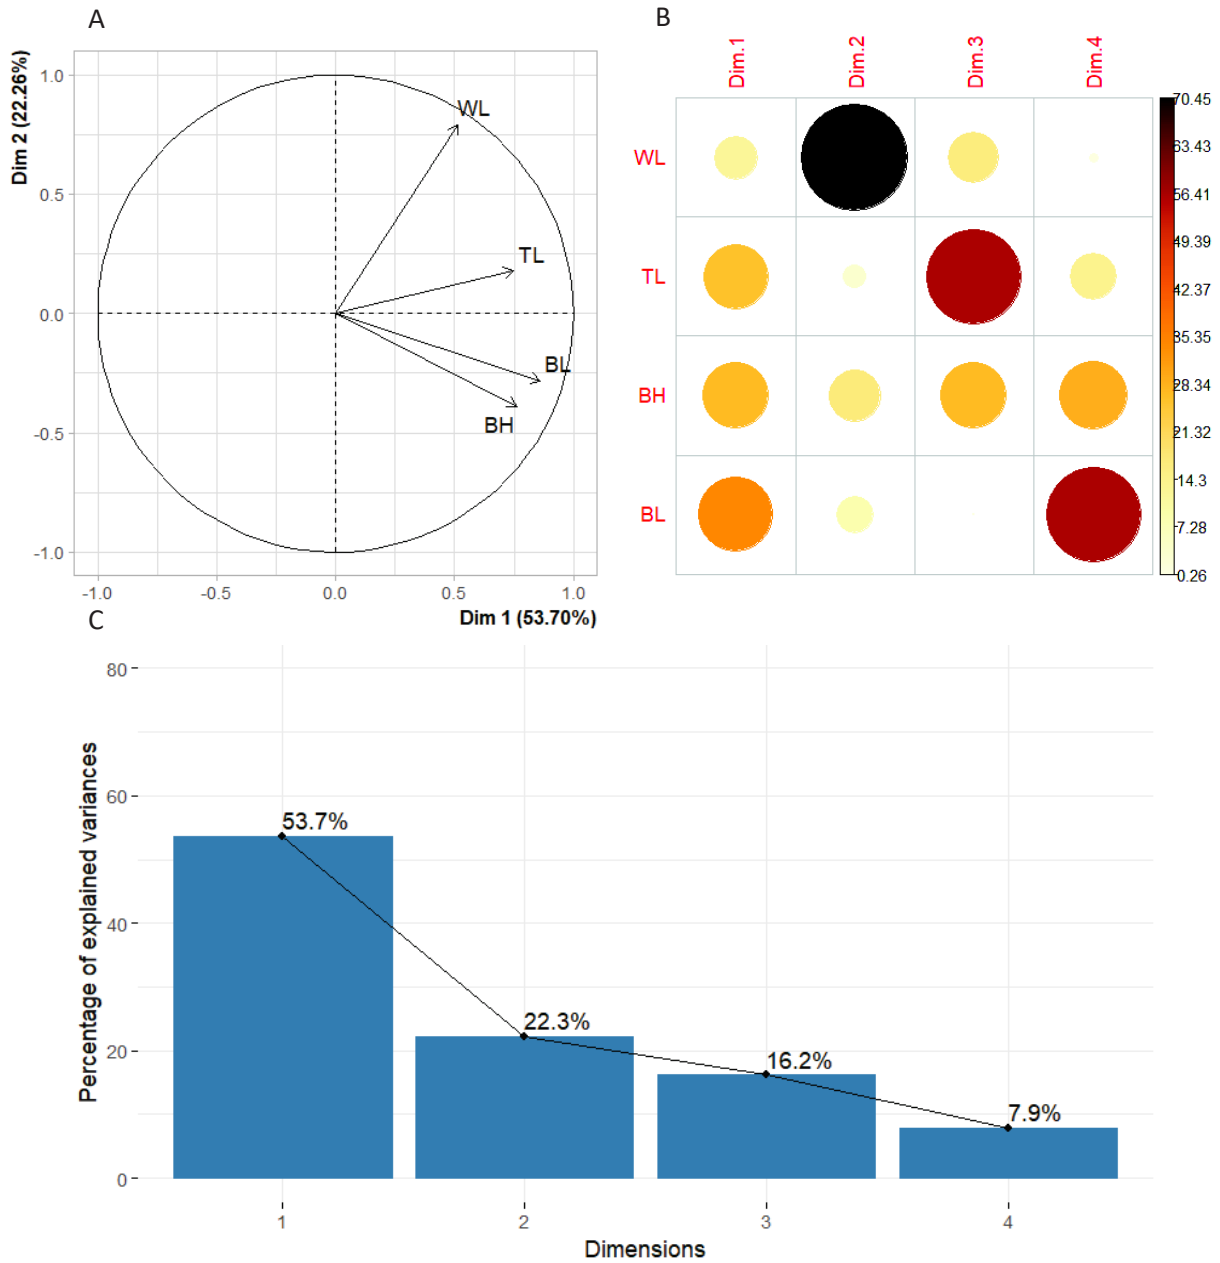 A
B
Dim 2 (22.26%)
1.0
0.5
0.0
-0.5
-1.0
WL
TL
BL
BH
-1.0 -0.5 0.0 0.5 1.0
Dim 1 (53.70%)
Dim.1 Dim.2 Dim.3 Dim.4
WL
TL
BH
BL
70.45
63.43
56.41
49.39
42.37
35.35
28.34
21.32
14.3
7.28
0.26
C
Percentage of explained variances
80
60
40
20
0
53.7%
22.3%
16.2%
7.9%
1 2 3 4
Dimensions